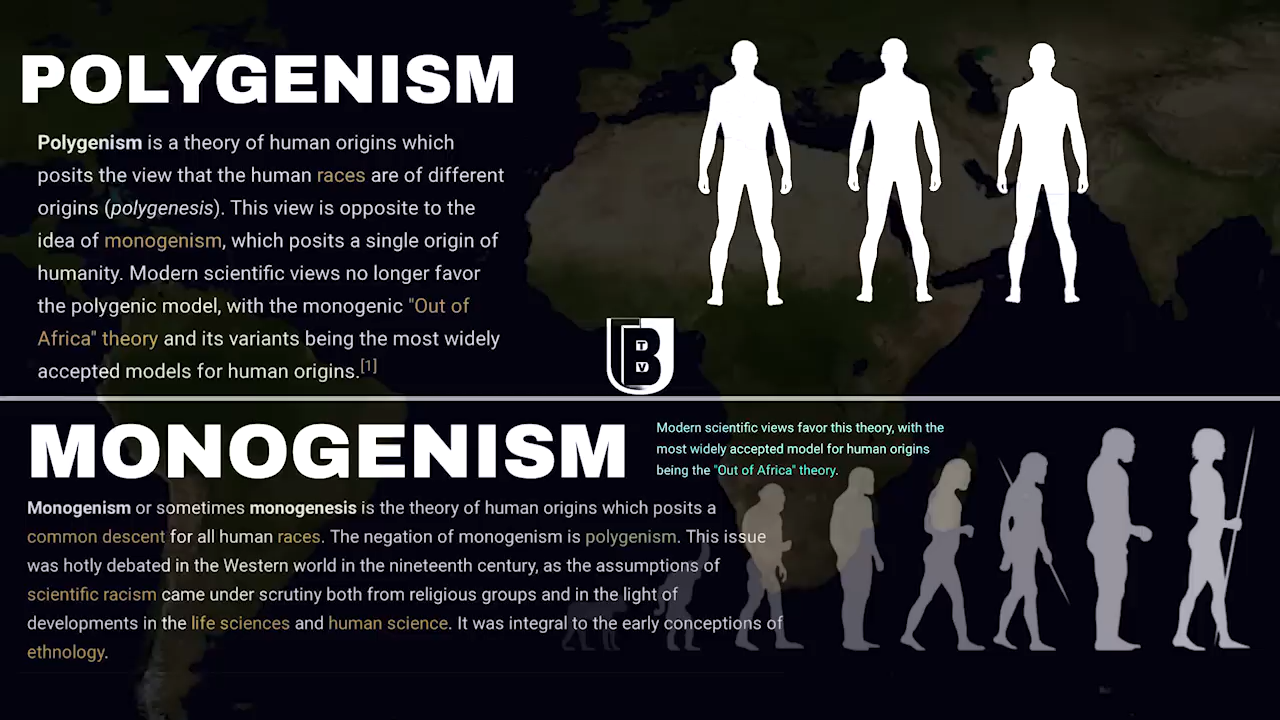 POLYGENISM
Polygenism is a theory of human origins which
posits the view that the human races are of different
origins (polygenesis). This view is opposite to the
idea of monogenism, which posits a single origin of
humanity. Modern scientific views no longer favor
the polygenic model, with the monogenic "Out of
Africa" theory and its variants being the most widely
accepted models for human origins.[1]
B
TV
MONOGENISM
Modern scientific views favor this theory, with the
most widely accepted model for human origins
being the "Out of Africa" theory.
Monogenism or sometimes monogenesis is the theory of human origins which posits a
common descent for all human races. The negation of monogenism is polygenism. This issue
was hotly debated in the Western world in the nineteenth century, as the assumptions of
scientific racism came under scrutiny both from religious groups and in the light of
developments in the life sciences and human science. It was integral to the early conceptions of
ethnology.